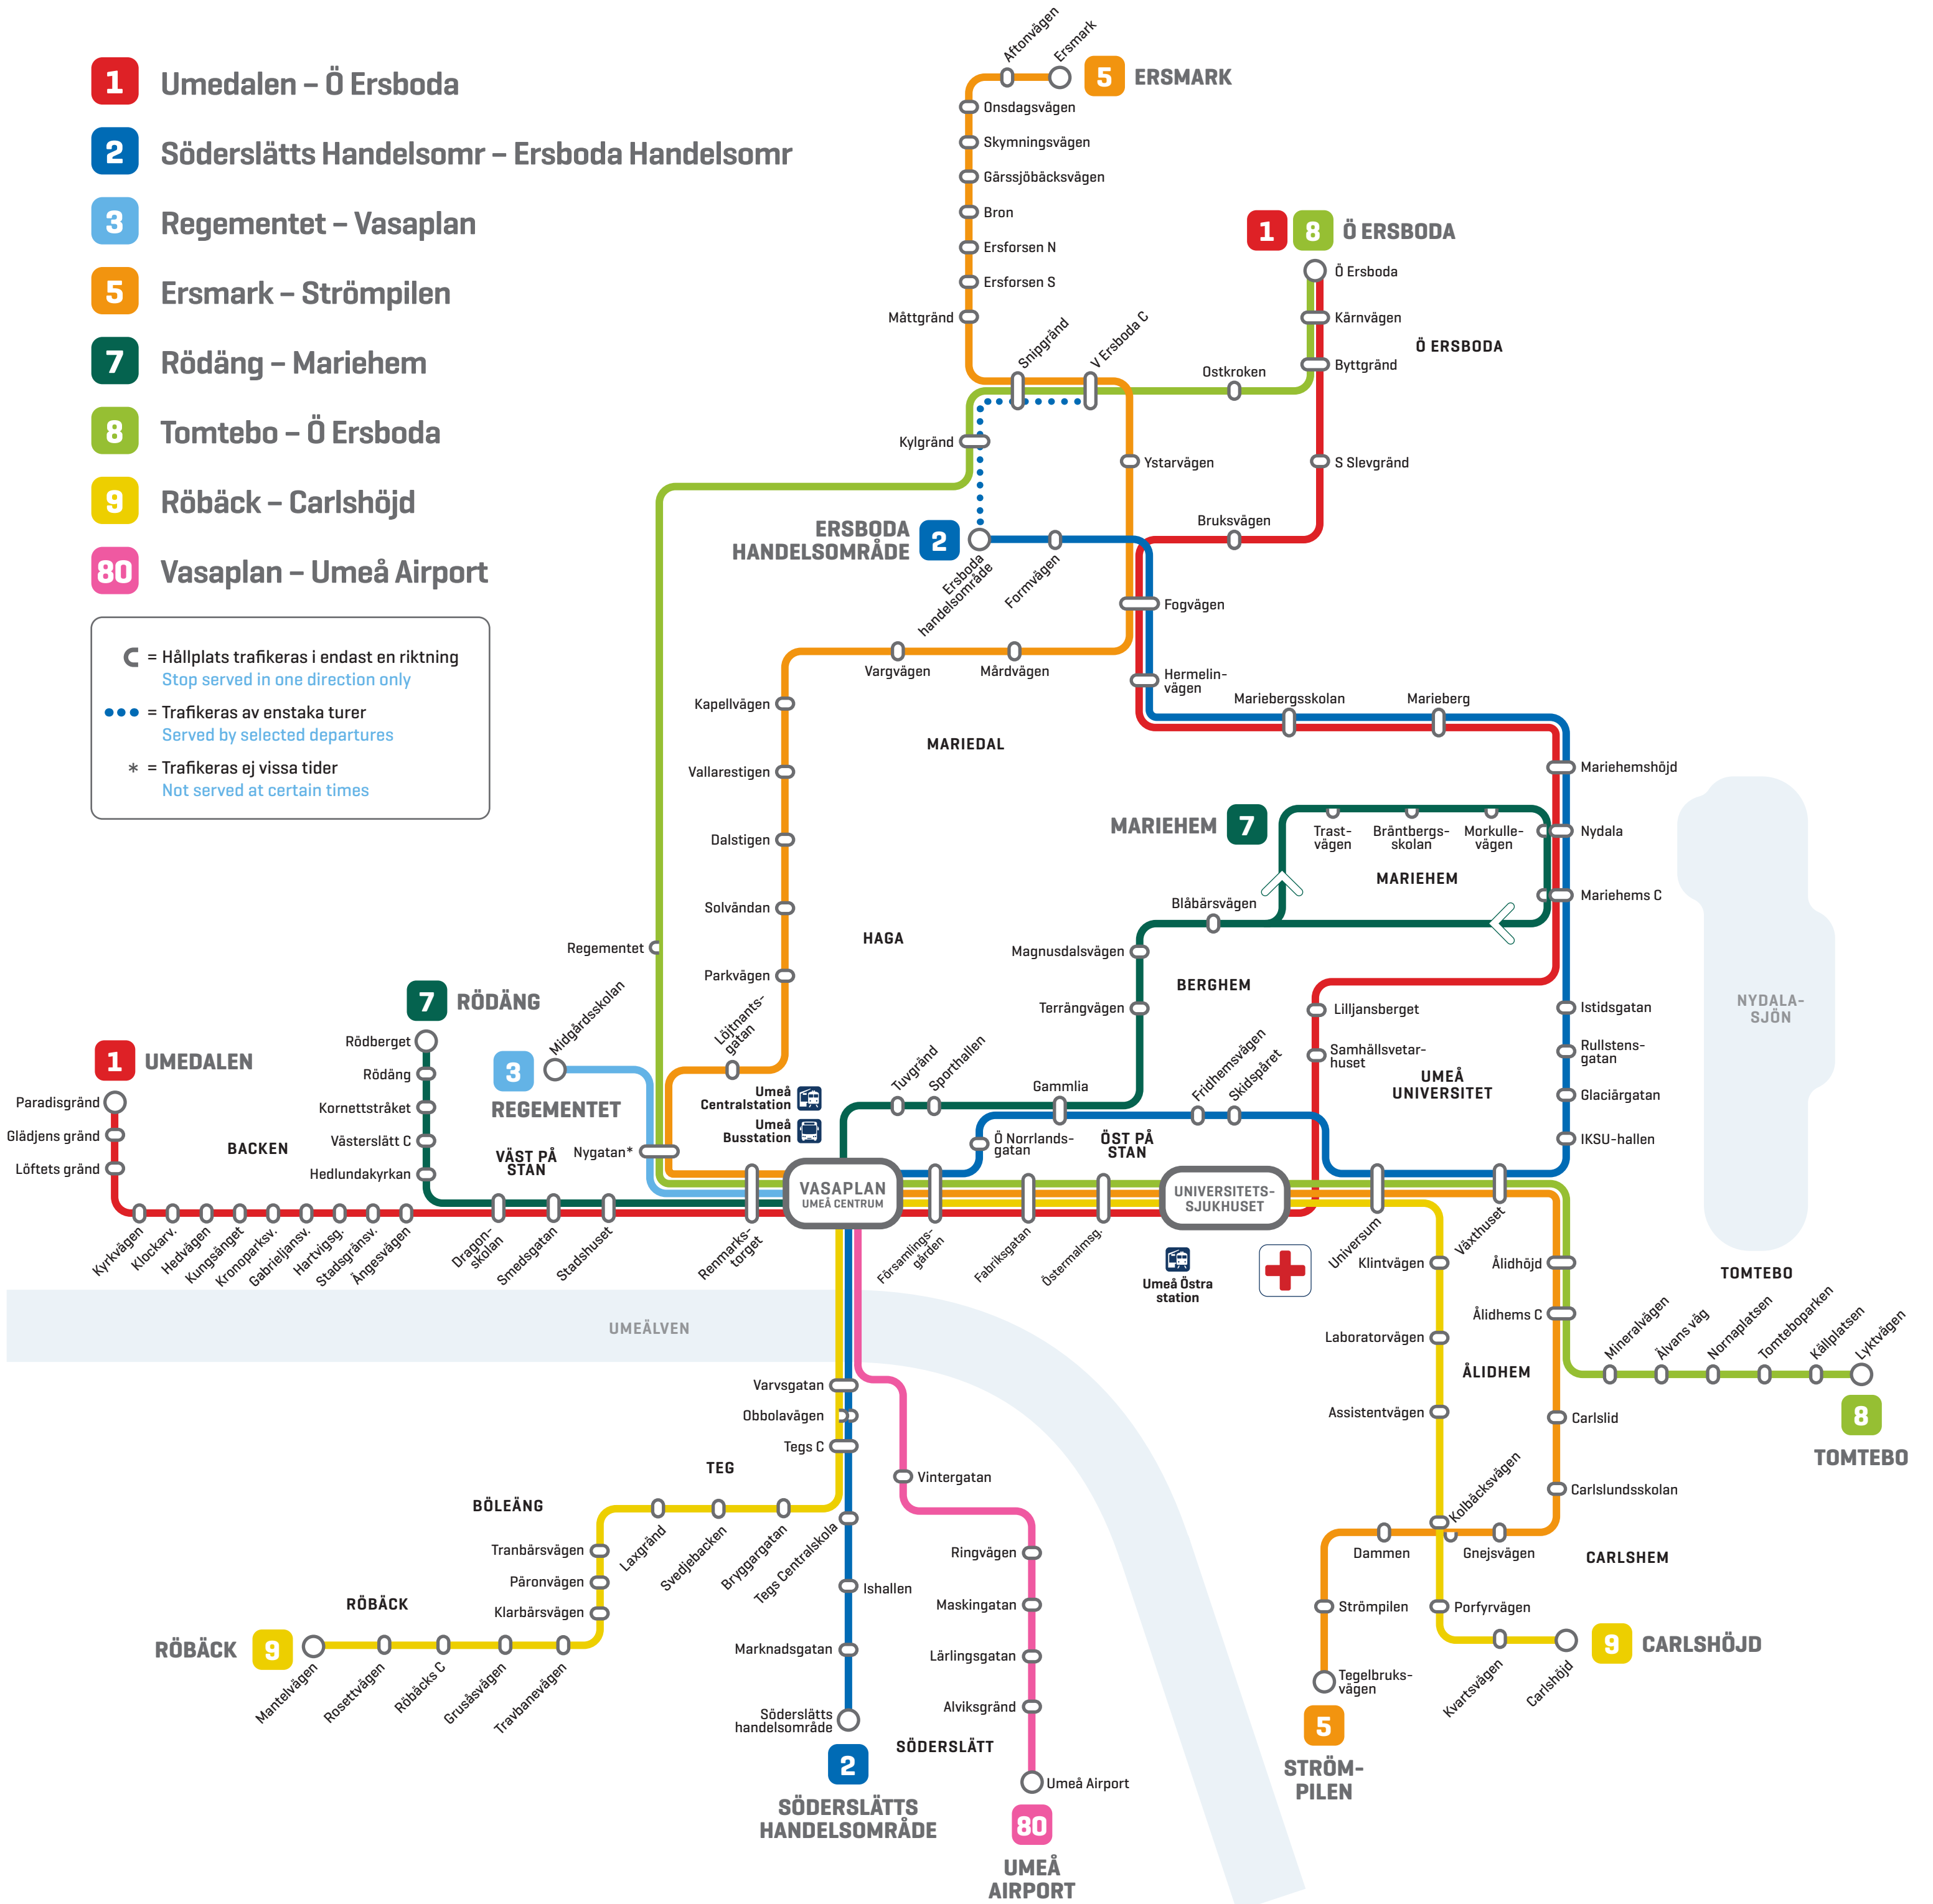 1 Umedalen – Ö Ersboda
2 Söderslätts Handelsomr – Ersboda Handelsomr
3 Regementet – Vasaplan
5 Ersmark – Strömpilen
7 Rödäng – Mariehem
8 Tomtebo – Ö Ersboda
9 Röbäck – Carlshöjd
80 Vasaplan – Umeå Airport
= Hållplats trafikeras i endast en riktning
Stop served in one direction only
= Trafikeras av enstaka turer
Served by selected departures
* = Trafikeras ej vissa tider
Not served at certain times
Aftonvägen
Ersmark
5 ERSMARK
Onsdagsvägen
Skymningsvägen
Gärssjöbäcksvägen
Bron
Ersforsen N
Ersforsen S
Måttgränd
Snipgränd
V Ersboda C
1 8 Ö ERSBODA
Ö Ersboda
Kärnvägen
Ö ERSBODA
Byttgränd
Ostkroken
Kylgränd
Ystarvägen
S Slevgränd
Bruksvägen
ERSBODA
HANDELSOMRÅDE
2
Ersboda
handelsområde
Formvägen
Fogvägen
Vargvägen
Mårdvägen
Hermelin-
vägen
Mariebergsskolan
Marieberg
Kapellvägen
MARIEDAL
Vallarestigen
Mariehemshöjd
Dalstigen
MARIEHEM 7
Trast-
vägen
Bräntbergs-
skolan
Morkulle-
vägen
Nydala
MARIEHEM
Mariehems C
Solvändan
HAGA
Blåbärsvägen
Regementet
Magnusdalsvägen
Parkvägen
BERGHEM
Terrängvägen
Lilljansberget
Istidsgatan
NYDALA-
SJÖN
7 RÖDÄNG
Rödberget
Rödäng
Kornettstråket
Västerslätt C
Hedlundakyrkan
Midgårdsskolan
3
REGEMENTET
Löjtnants-
gatan
Umeå
Centralstation
Umeå
Busstation
Tuvgränd
Sporthallen
Gammlia
Fridhemsvägen
Skidspåret
Samhällsvetar-
huset
UMEÅ
UNIVERSITET
Rullstens-
gatan
Glaciärgatan
IKSU-hallen
1 UMEDALEN
Paradisgränd
Glädjens gränd
Löftets gränd
BACKEN
VÄST PÅ
STAN
Nygatan*
Ö Norrlands-
gatan
ÖST PÅ
STAN
VASAPLAN
UMEÅ CENTRUM
UNIVERSITETS-
SJUKHUSET
Kyrkvägen
Klockarv.
Hedvägen
Kungsänget
Kronoparksv.
Gabrieljansv.
Hartvigsg.
Stadsgränsv.
Ängesvägen
Dragon-
skolan
Smedsgatan
Stadshuset
Renmarks-
torget
Församlings-
gården
Fabriksgatan
Östermalmsg.
Umeå Östra
station
Universum
Växthuset
Klintvägen
Ålidhöjd
Laboratorvägen
Ålidhems C
ÅLIDHEM
Assistentvägen
TOMTEBO
Mineralvägen
Älvans väg
Nornaplatsen
Tomteboparken
Källplatsen
Lyktvägen
8
TOMTEBO
UMEÄLVEN
Varvsgatan
Obbolavägen
Tegs C
TEG
Vintergatan
BÖLEÄNG
Laxgränd
Svedjebacken
Bryggargatan
Tegs Centralskola
Tranbärsvägen
Päronvägen
Klarbärsvägen
RÖBÄCK
RÖBÄCK 9
Mantelvägen
Rosettvägen
Röbäcks C
Grusåsvägen
Travbanevägen
Ishallen
Marknadsgatan
Söderslätts
handelsområde
2
SÖDERSLÄTTS
HANDELSOMRÅDE
Ringvägen
Maskingatan
Lärlingsgatan
Alviksgränd
SÖDERSLÄTT
Umeå Airport
80
UMEÅ
AIRPORT
Carlslid
Carlslundsskolan
Kolbäcksvägen
Dammen
Gnejsvägen
CARLSHEM
Strömpilen
Porfyrvägen
Tegelbruks-
vägen
Kvartsvägen
Carlshöjd
9 CARLSHÖJD
5
STRÖM-
PILEN